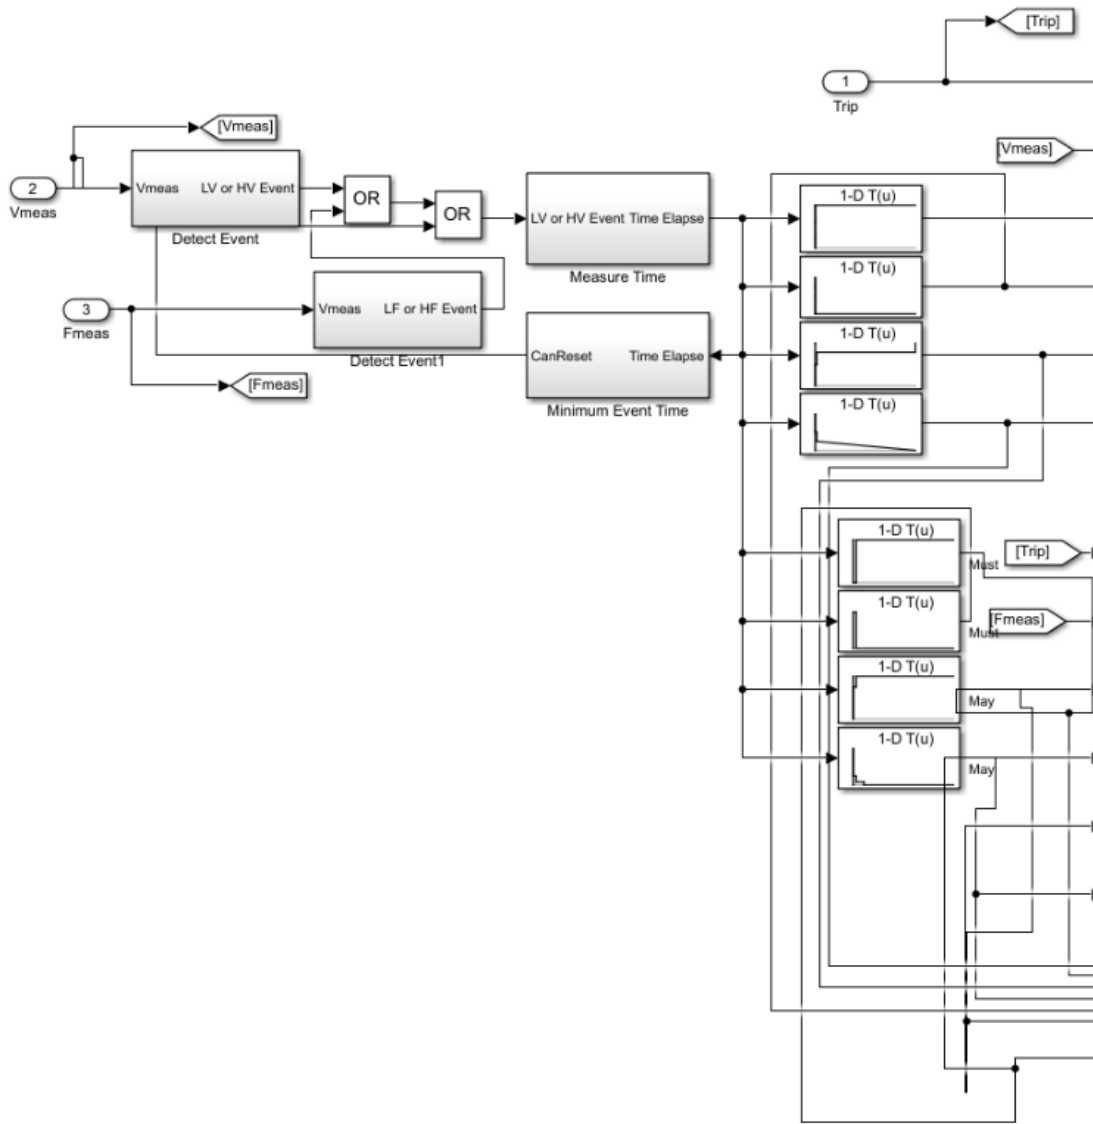 [Trip]
1
Trip
[Vmeas]
[Vmeas]
2
Vmeas
Vmeas LV or HV Event
Detect Event
OR
OR
LV or HV Event Time Elapse
Measure Time
1-D T(u)
1-D T(u)
3
Fmeas
Vmeas LF or HF Event
Detect Event1
[Fmeas]
CanReset Time Elapse
Minimum Event Time
1-D T(u)
1-D T(u)
1-D T(u)
Must
[Trip]
1-D T(u)
Must
[Fmeas]
1-D T(u)
May
1-D T(u)
May